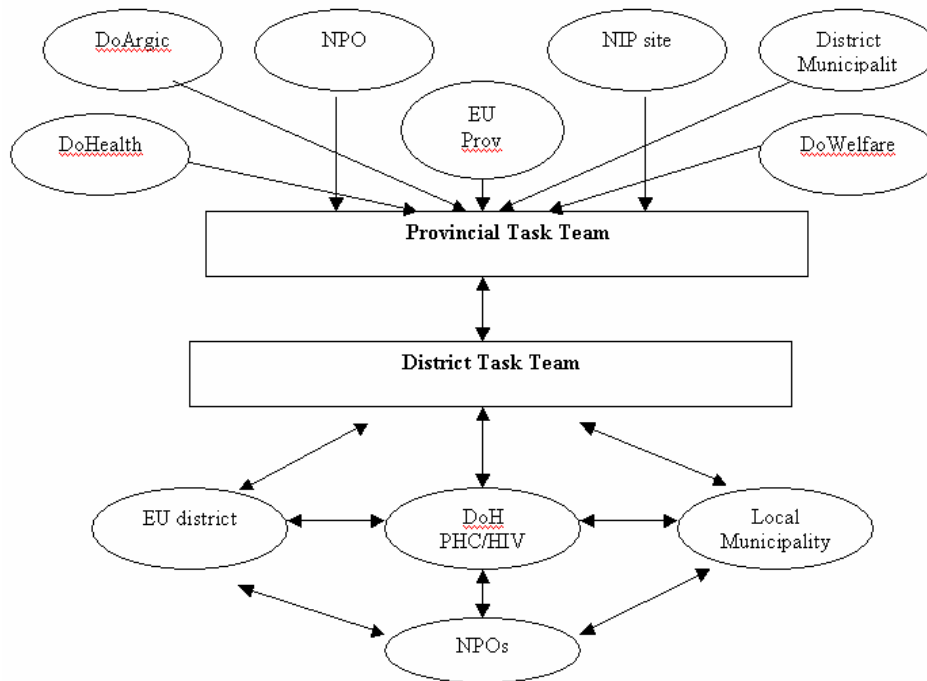 DoArgic
NPO
NIP site
District
Municipalit
EU
Prov
DoHealth
DoWelfare
Provincial Task Team
District Task Team
EU district
DoH
PHC/HIV
Local
Municipality
NPOs